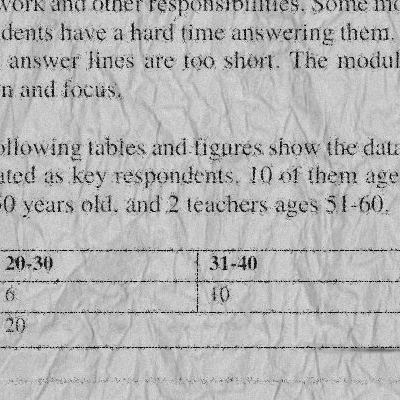 work and other responsibilities. Some mo
dents have a hard time answering them.
answer lines are too short. The modul
n and focus.
ollowing tables and figures show the data
ated as key respondents. 10 of them age
50 years old, and 2 teachers ages 51-60.
20-30 31-40
6 10
20